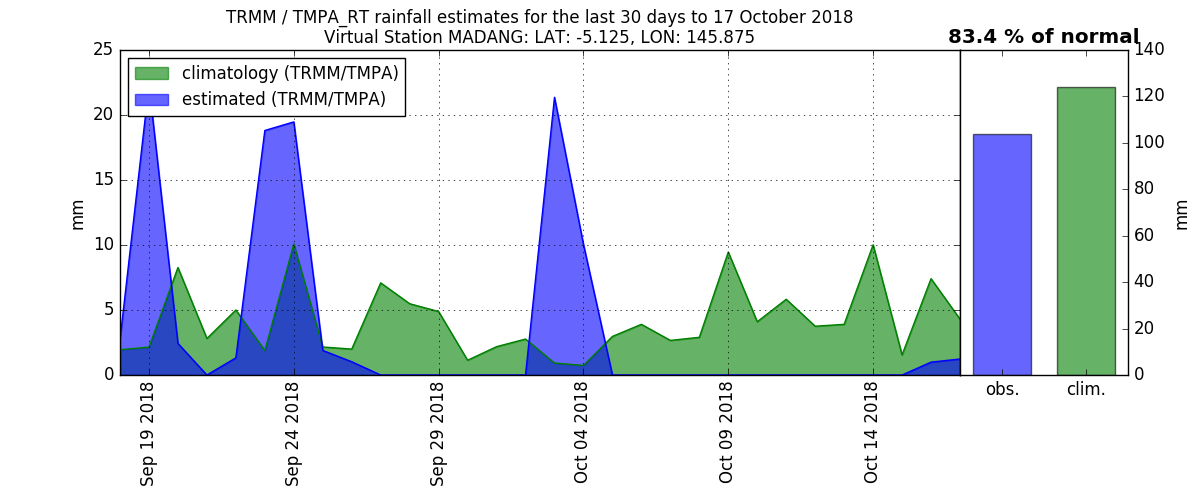 TRMM / TMPA_RT rainfall estimates for the last 30 days to 17 October 2018
Virtual Station MADANG: LAT: -5.125, LON: 145.875
83.4 % of normal
climatology (TRMM/TMPA)
estimated (TRMM/TMPA)
25
20
15
10
5
0
mm
Sep 19 2018
Sep 24 2018
Sep 29 2018
Oct 04 2018
Oct 09 2018
Oct 14 2018
140
120
100
80
60
40
20
0
mm
obs.
clim.